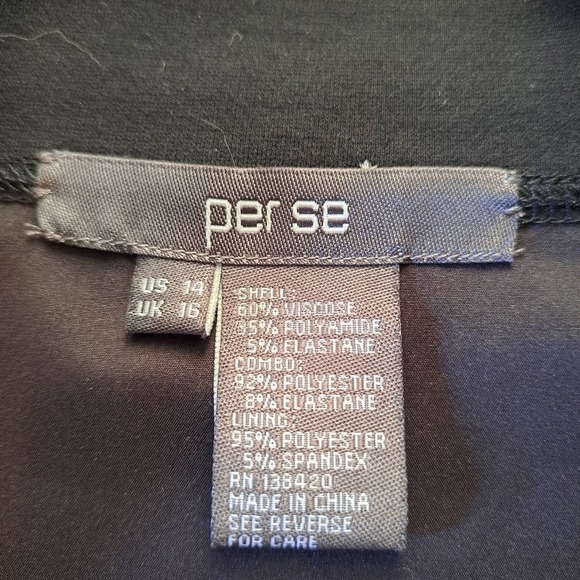 per se
US 14
UK 16
SHELL:
60% VISCOSE
35% POLYAMIDE
5% ELASTANE
COMBO:
92% POLYESTER
8% ELASTANE
LINING:
95% POLYESTER
5% SPANDEX
RN 138420
MADE IN CHINA
SEE REVERSE
FOR CARE